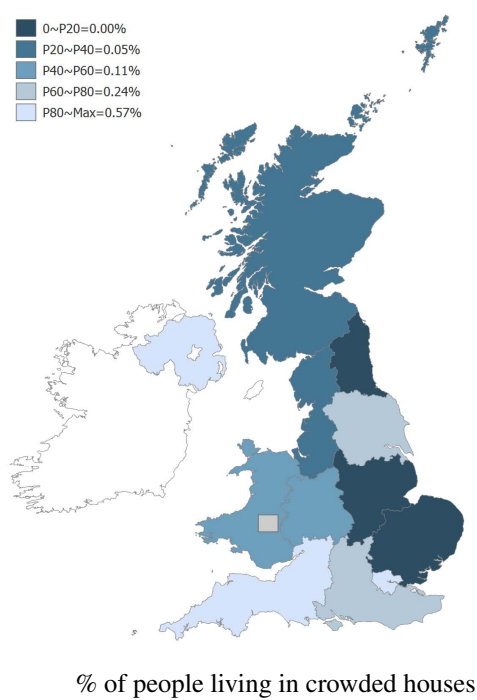 0~P20=0.00%
P20~P40=0.05%
P40~P60=0.11%
P60~P80=0.24%
P80~Max=0.57%
% of people living in crowded houses